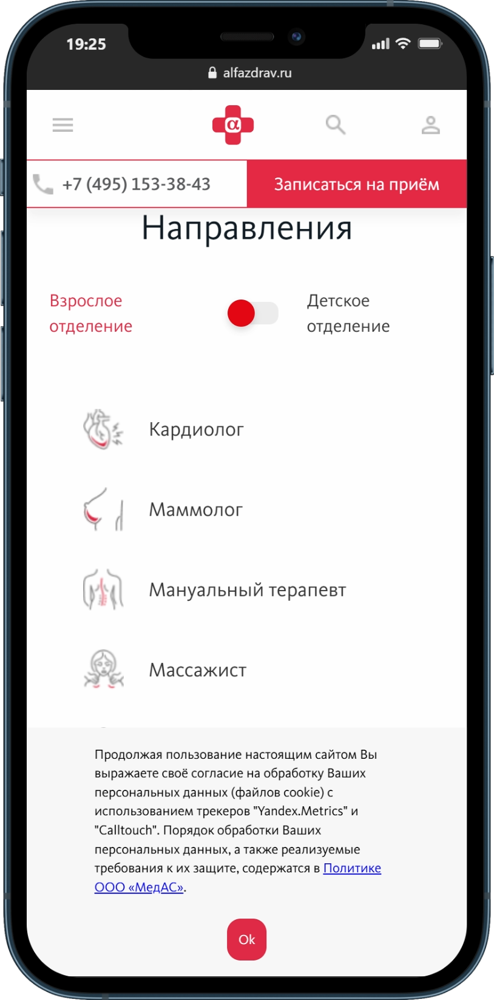 19:25
alfazdrav.ru
α
+7 (495) 153-38-43
Записаться на приём
Направления
Взрослое
отделение
Детское
отделение
Кардиолог
Маммолог
Мануальный терапевт
Массажист
Продолжая пользование настоящим сайтом Вы
выражаете своё согласие на обработку Ваших
персональных данных (файлов cookie) с
использованием трекеров "Yandex.Metrics" и
"Calltouch". Порядок обработки Ваших
персональных данных, а также реализуемые
требования к их защите, содержатся в Политике
ООО «МедАС».
Ok